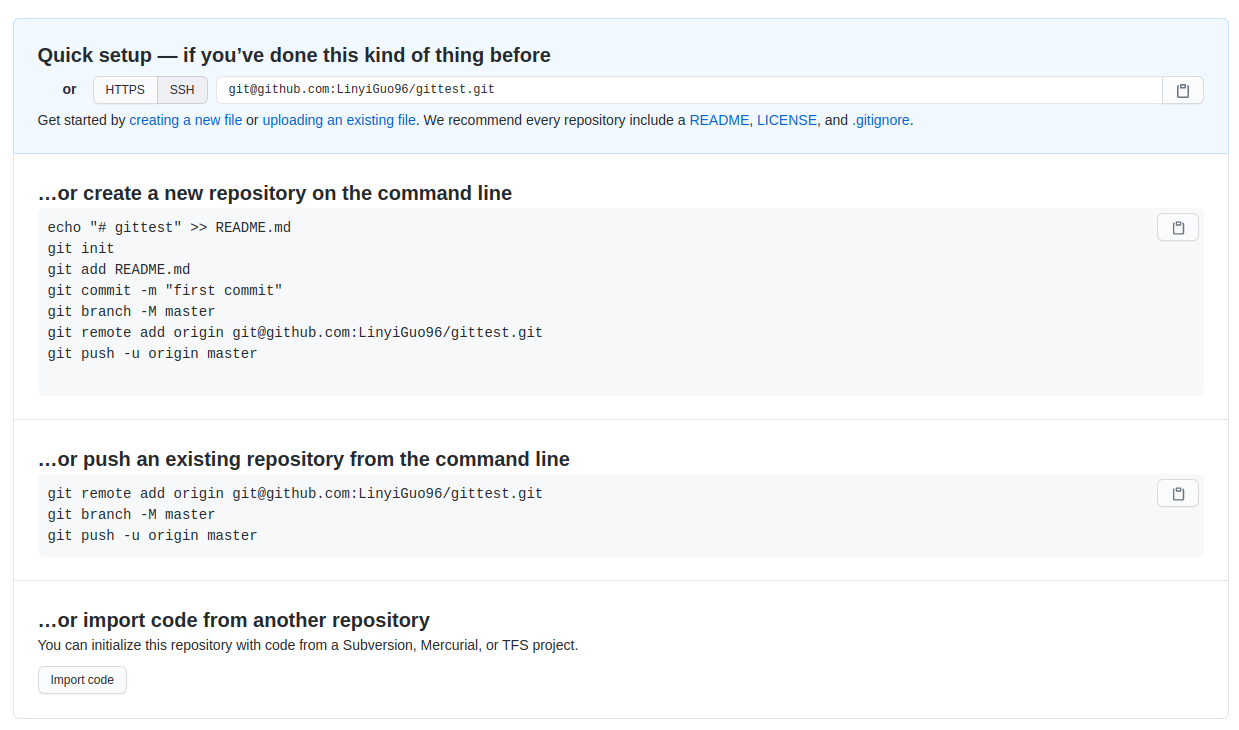 Quick setup — if you’ve done this kind of thing before
or HTTPS SSH git@github.com:LinyiGuo96/gittest.git
Get started by creating a new file or uploading an existing file. We recommend every repository include a README, LICENSE, and .gitignore.
…or create a new repository on the command line
echo "# gittest" >> README.md
git init
git add README.md
git commit -m "first commit"
git branch -M master
git remote add origin git@github.com:LinyiGuo96/gittest.git
git push -u origin master
…or push an existing repository from the command line
git remote add origin git@github.com:LinyiGuo96/gittest.git
git branch -M master
git push -u origin master
…or import code from another repository
You can initialize this repository with code from a Subversion, Mercurial, or TFS project.
Import code